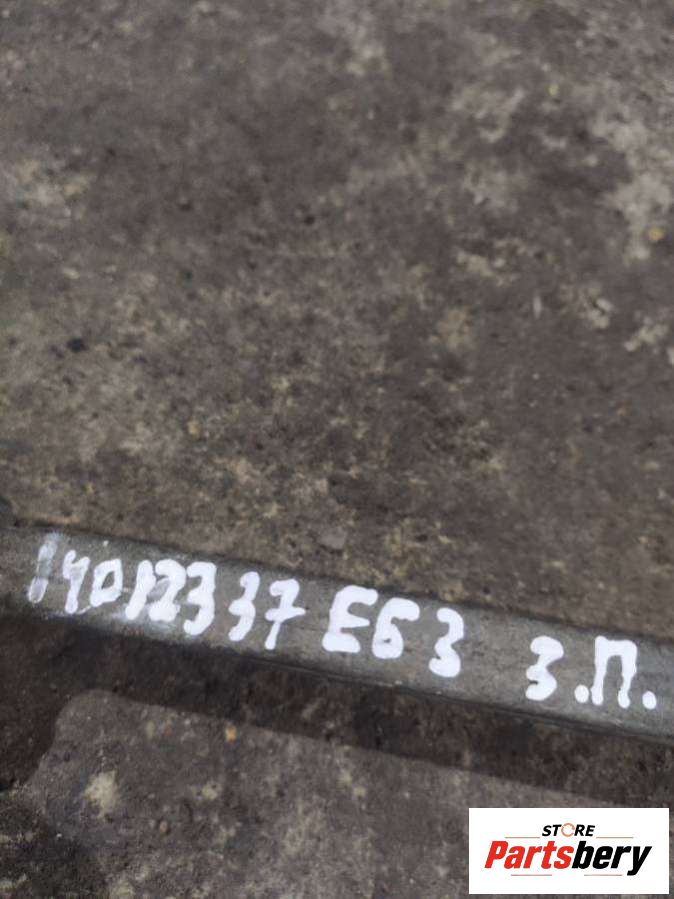 14012337 E63 З.П.
STORE
Partsbery